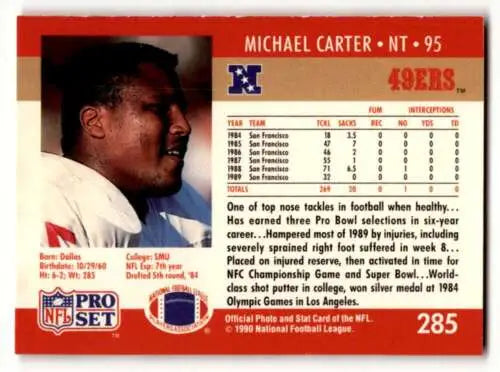 MICHAEL CARTER • NT • 95
N
49ERS TM
FUM INTERCEPTIONS
YEAR TEAM TCKL SACKS REC NO YDS TD
1984 San Francisco 18 3.5 0 0 0 0
1985 San Francisco 47 7 0 0 0 0
1986 San Francisco 46 2 0 0 0 0
1987 San Francisco 55 1 0 0 0 0
1988 San Francisco 71 6.5 0 1 0 0
1989 San Francisco 32 0 0 0 0 0
TOTALS 269 20 0 1 0 0
One of top nose tackles in football when healthy...
Has earned three Pro Bowl selections in six-year
career...Hampered most of 1989 by injuries, including
severely sprained right foot suffered in week 8...
Placed on injured reserve, then activated in time for
NFC Championship Game and Super Bowl...World-
class shot putter in college, won silver medal at 1984
Olympic Games in Los Angeles.
Born: Dallas College: SMU
Birthdate: 10/29/60 NFL Exp: 7th year
Ht: 6-2; Wt: 285 Drafted 5th round, '84
NFL PRO SET TM
NATIONAL FOOTBALL LEAGUE
PLAYERS ASSOCIATION ®
Official Photo and Stat Card of the NFL.
© 1990 National Football League.
285